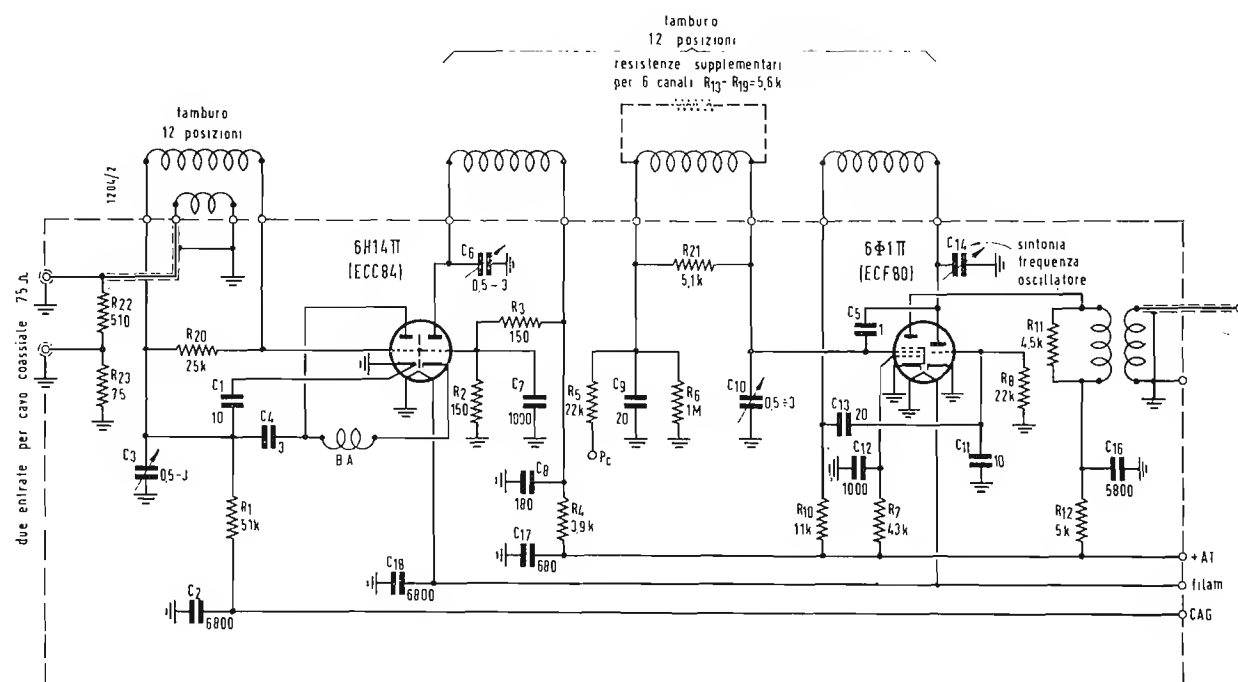 tamburo
12 posizioni
resistenze supplementari
per 6 canali R13-R19=5,6k
tamburo
12 posizioni
1204/2
due entrate per cavo coassiale 75Ω
6H14Π
(ECC84)
6Φ1Π
(ECF80)
sintonia
frequenza
oscillatore
R22
510
R23
75
R20
25k
C1
10
C3
0,5-3
C4
3
BA
R1
51k
C2
6800
C18
6800
C6
0,5-3
R3
150
R2
150
C7
1000
C8
180
R4
3,9k
C17
680
R21
5,1k
R5
22k
Pc
C9
20
R6
1M
C10
0,5÷3
C5
1
C14
R8
22k
R11
4,5k
C13
20
C12
1000
C11
10
R10
11k
R7
43k
R12
5k
C16
5800
+AT
filam
CAG